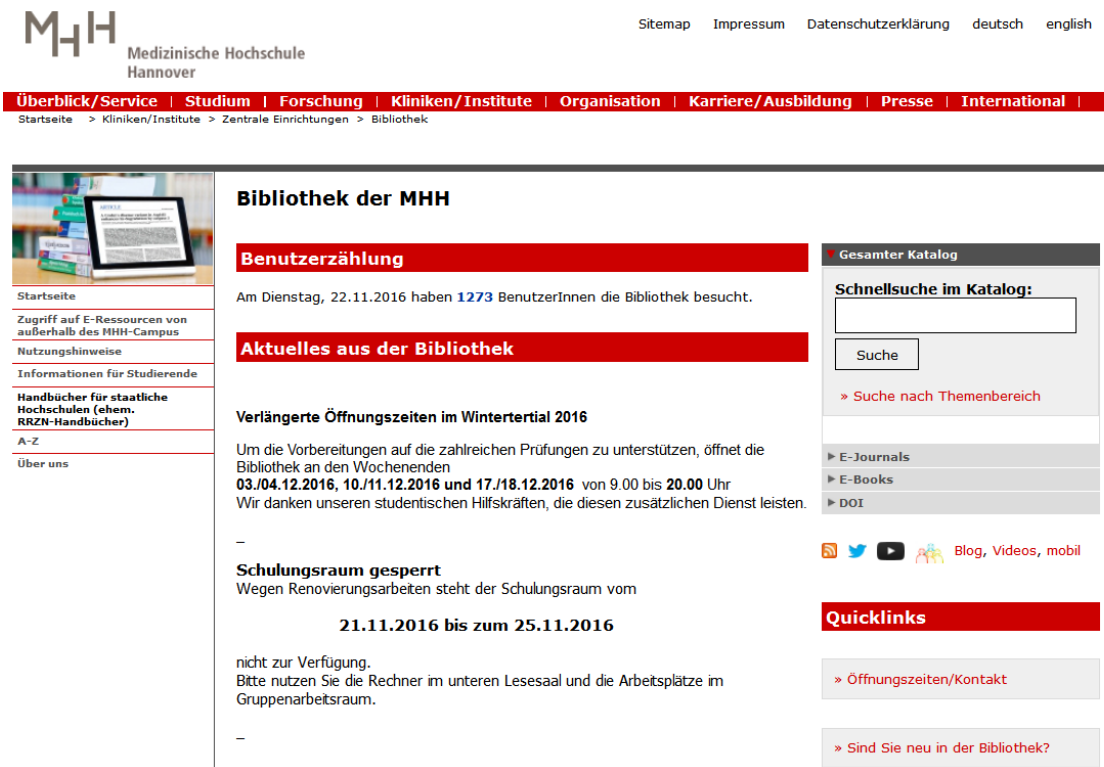 MHH
Medizinische Hochschule
Hannover
Sitemap Impressum Datenschutzerklärung deutsch english
Überblick/Service | Studium | Forschung | Kliniken/Institute | Organisation | Karriere/Ausbildung | Presse | International |
Startseite > Kliniken/Institute > Zentrale Einrichtungen > Bibliothek
ARTICLE
Startseite
Zugriff auf E-Ressourcen von
außerhalb des MHH-Campus
Nutzungshinweise
Informationen für Studierende
Handbücher für staatliche
Hochschulen (ehem.
RRZN-Handbücher)
A-Z
Über uns
Bibliothek der MHH
Benutzerzählung
Am Dienstag, 22.11.2016 haben 1273 BenutzerInnen die Bibliothek besucht.
Aktuelles aus der Bibliothek
Verlängerte Öffnungszeiten im Wintertertial 2016
Um die Vorbereitungen auf die zahlreichen Prüfungen zu unterstützen, öffnet die
Bibliothek an den Wochenenden
03./04.12.2016, 10./11.12.2016 und 17./18.12.2016 von 9.00 bis 20.00 Uhr
Wir danken unseren studentischen Hilfskräften, die diesen zusätzlichen Dienst leisten.
_
Schulungsraum gesperrt
Wegen Renovierungsarbeiten steht der Schulungsraum vom
21.11.2016 bis zum 25.11.2016
nicht zur Verfügung.
Bitte nutzen Sie die Rechner im unteren Lesesaal und die Arbeitsplätze im
Gruppenarbeitsraum.
_
Gesamter Katalog
Schnellsuche im Katalog:
Suche
» Suche nach Themenbereich
E-Journals
E-Books
DOI
Blog, Videos, mobil
Quicklinks
» Öffnungszeiten/Kontakt
» Sind Sie neu in der Bibliothek?